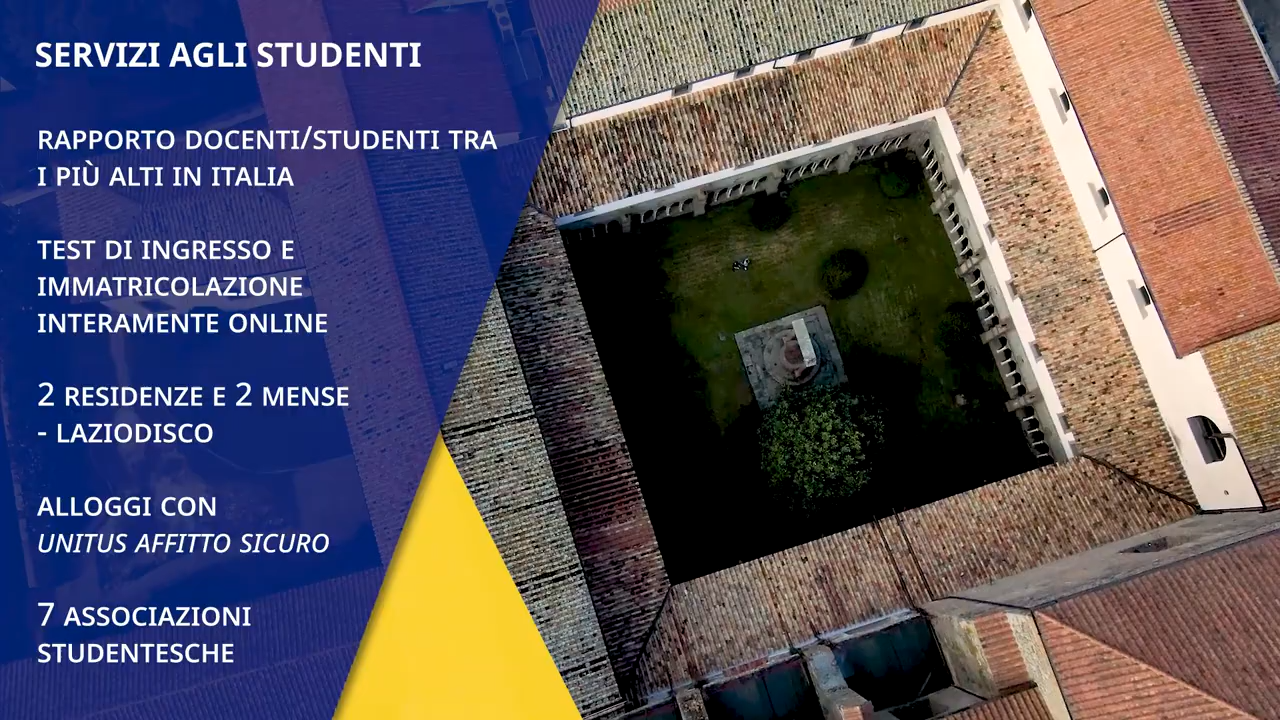 SERVIZI AGLI STUDENTI
RAPPORTO DOCENTI/STUDENTI TRA
I PIÙ ALTI IN ITALIA
TEST DI INGRESSO E
IMMATRICOLAZIONE
INTERAMENTE ONLINE
2 RESIDENZE E 2 MENSE
- LAZIODISCO
ALLOGGI CON
UNITUS AFFITTO SICURO
7 ASSOCIAZIONI
STUDENTESCHE